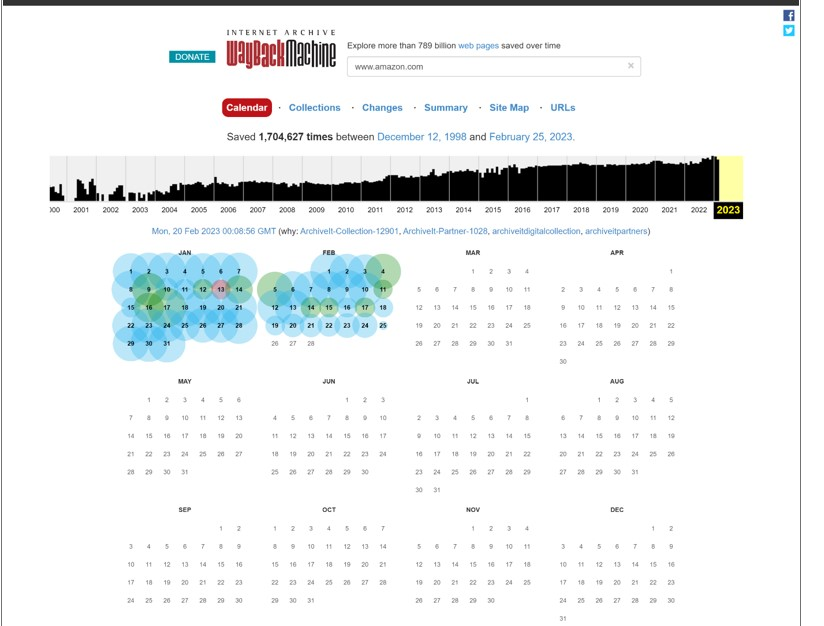 INTERNET ARCHIVE
DONATE
WayBackMachine
Explore more than 789 billion web pages saved over time
www.amazon.com ×
Calendar · Collections · Changes · Summary · Site Map · URLs
Saved 1,704,627 times between December 12, 1998 and February 25, 2023.
2001 2002 2003 2004 2005 2006 2007 2008 2009 2010 2011 2012 2013 2014 2015 2016 2017 2018 2019 2020 2021 2022 2023
Mon, 20 Feb 2023 00:08:56 GMT (why: ArchiveIt-Collection-12901, ArchiveIt-Partner-1028, archiveitdigitalcollection, archiveitpartners)
JAN
1 2 3 4 5 6 7
8 9 10 11 12 13 14
15 16 17 18 19 20 21
22 23 24 25 26 27 28
29 30 31
FEB
1 2 3 4
5 6 7 8 9 10 11
12 13 14 15 16 17 18
19 20 21 22 23 24 25
26 27 28
MAR
1 2 3 4
5 6 7 8 9 10 11
12 13 14 15 16 17 18
19 20 21 22 23 24 25
26 27 28 29 30 31
APR
1
2 3 4 5 6 7 8
9 10 11 12 13 14 15
16 17 18 19 20 21 22
23 24 25 26 27 28 29
30
MAY
1 2 3 4 5 6
7 8 9 10 11 12 13
14 15 16 17 18 19 20
21 22 23 24 25 26 27
28 29 30 31
JUN
1 2 3
4 5 6 7 8 9 10
11 12 13 14 15 16 17
18 19 20 21 22 23 24
25 26 27 28 29 30
JUL
1
2 3 4 5 6 7 8
9 10 11 12 13 14 15
16 17 18 19 20 21 22
23 24 25 26 27 28 29
30 31
AUG
1 2 3 4 5
6 7 8 9 10 11 12
13 14 15 16 17 18 19
20 21 22 23 24 25 26
27 28 29 30 31
SEP
1 2
3 4 5 6 7 8 9
10 11 12 13 14 15 16
17 18 19 20 21 22 23
24 25 26 27 28 29 30
OCT
1 2 3 4 5 6 7
8 9 10 11 12 13 14
15 16 17 18 19 20 21
22 23 24 25 26 27 28
29 30 31
NOV
1 2 3 4
5 6 7 8 9 10 11
12 13 14 15 16 17 18
19 20 21 22 23 24 25
26 27 28 29 30
DEC
1 2
3 4 5 6 7 8 9
10 11 12 13 14 15 16
17 18 19 20 21 22 23
24 25 26 27 28 29 30
31